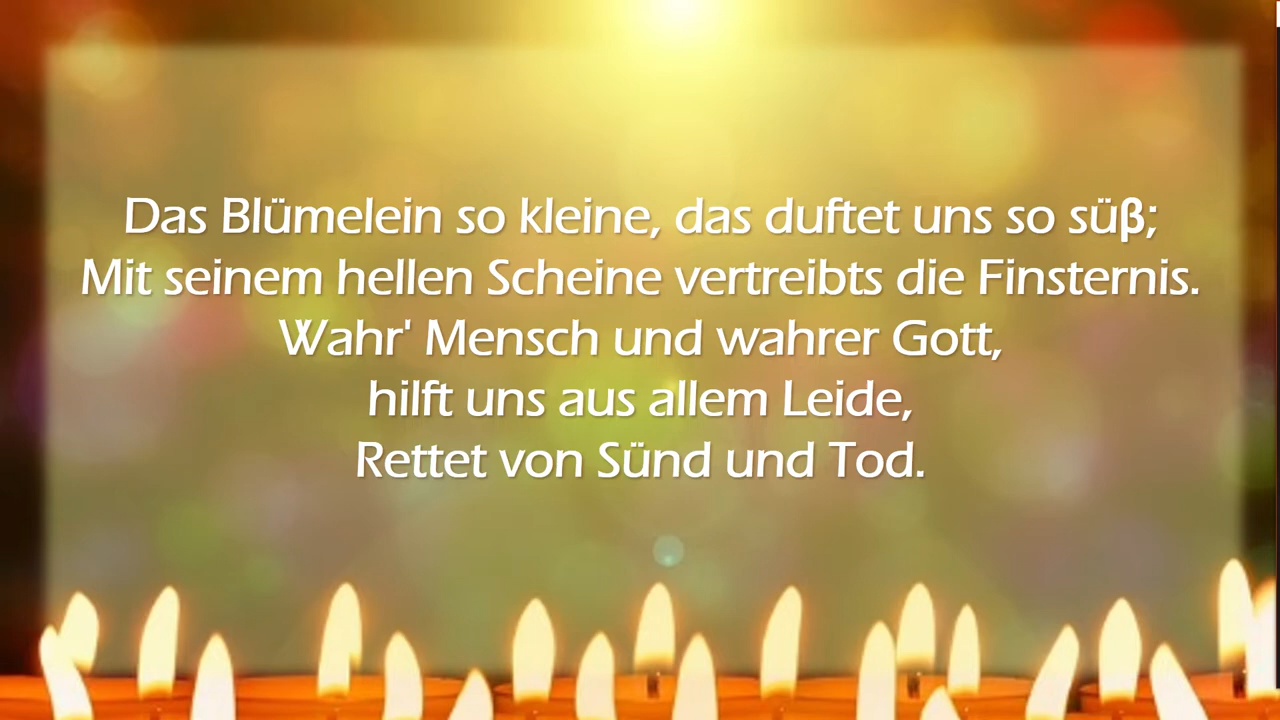 Das Blümelein so kleine, das duftet uns so süβ;
Mit seinem hellen Scheine vertreibts die Finsternis.
Wahr' Mensch und wahrer Gott,
hilft uns aus allem Leide,
Rettet von Sünd und Tod.